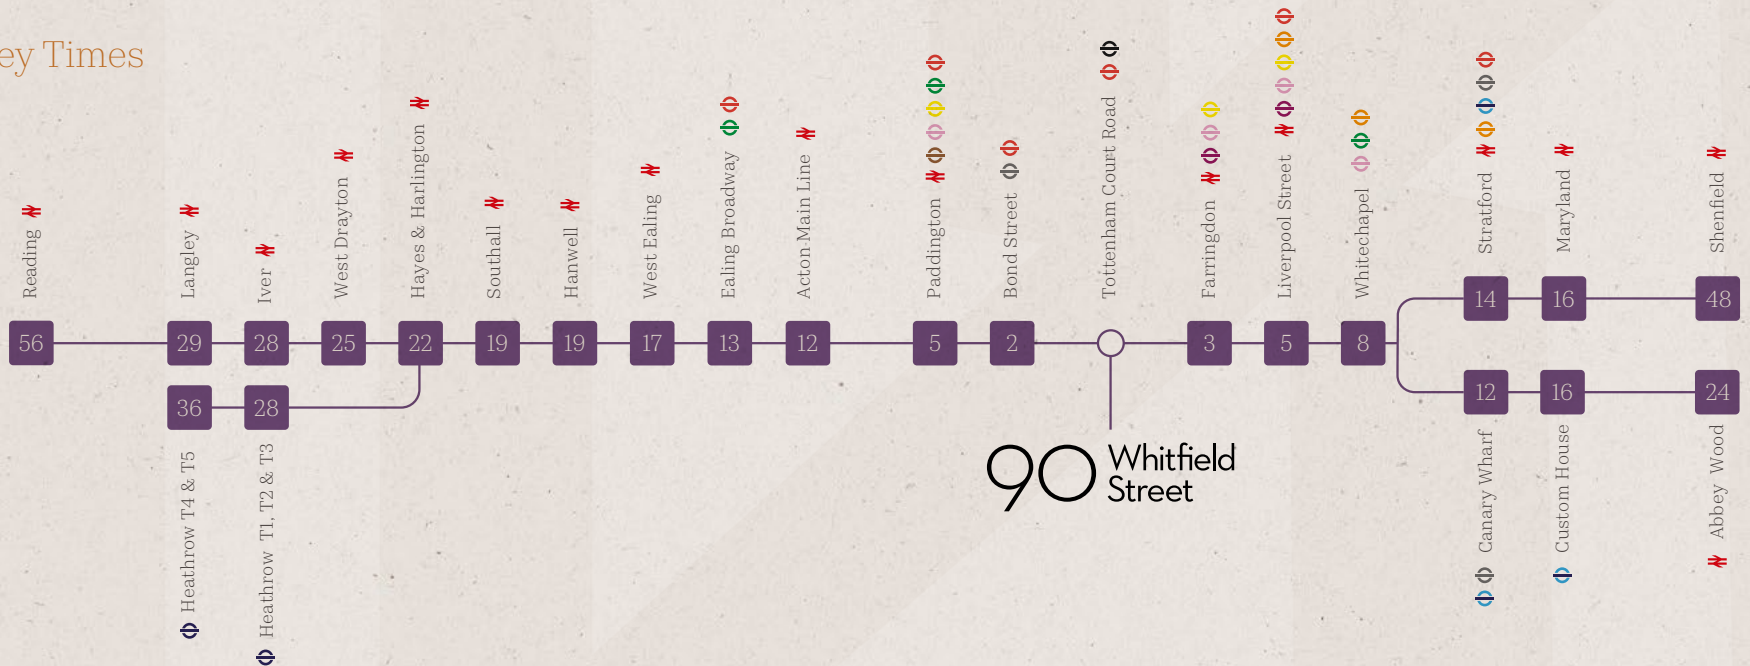 ey Times
Reading
Langley
Iver
West Drayton
Hayes & Harlington
Southall
Hanwell
West Ealing
Ealing Broadway
Acton Main Line
Paddington
Bond Street
Tottenham Court Road
Farringdon
Liverpool Street
Whitechapel
Stratford
Maryland
Shenfield
14 16 48
56 29 28 25 22 19 19 17 13 12 5 2 3 5 8
12 16 24
36 28
Heathrow T4 & T5
Heathrow T1, T2 & T3
90 Whitfield
Street
Canary Wharf
Custom House
Abbey Wood